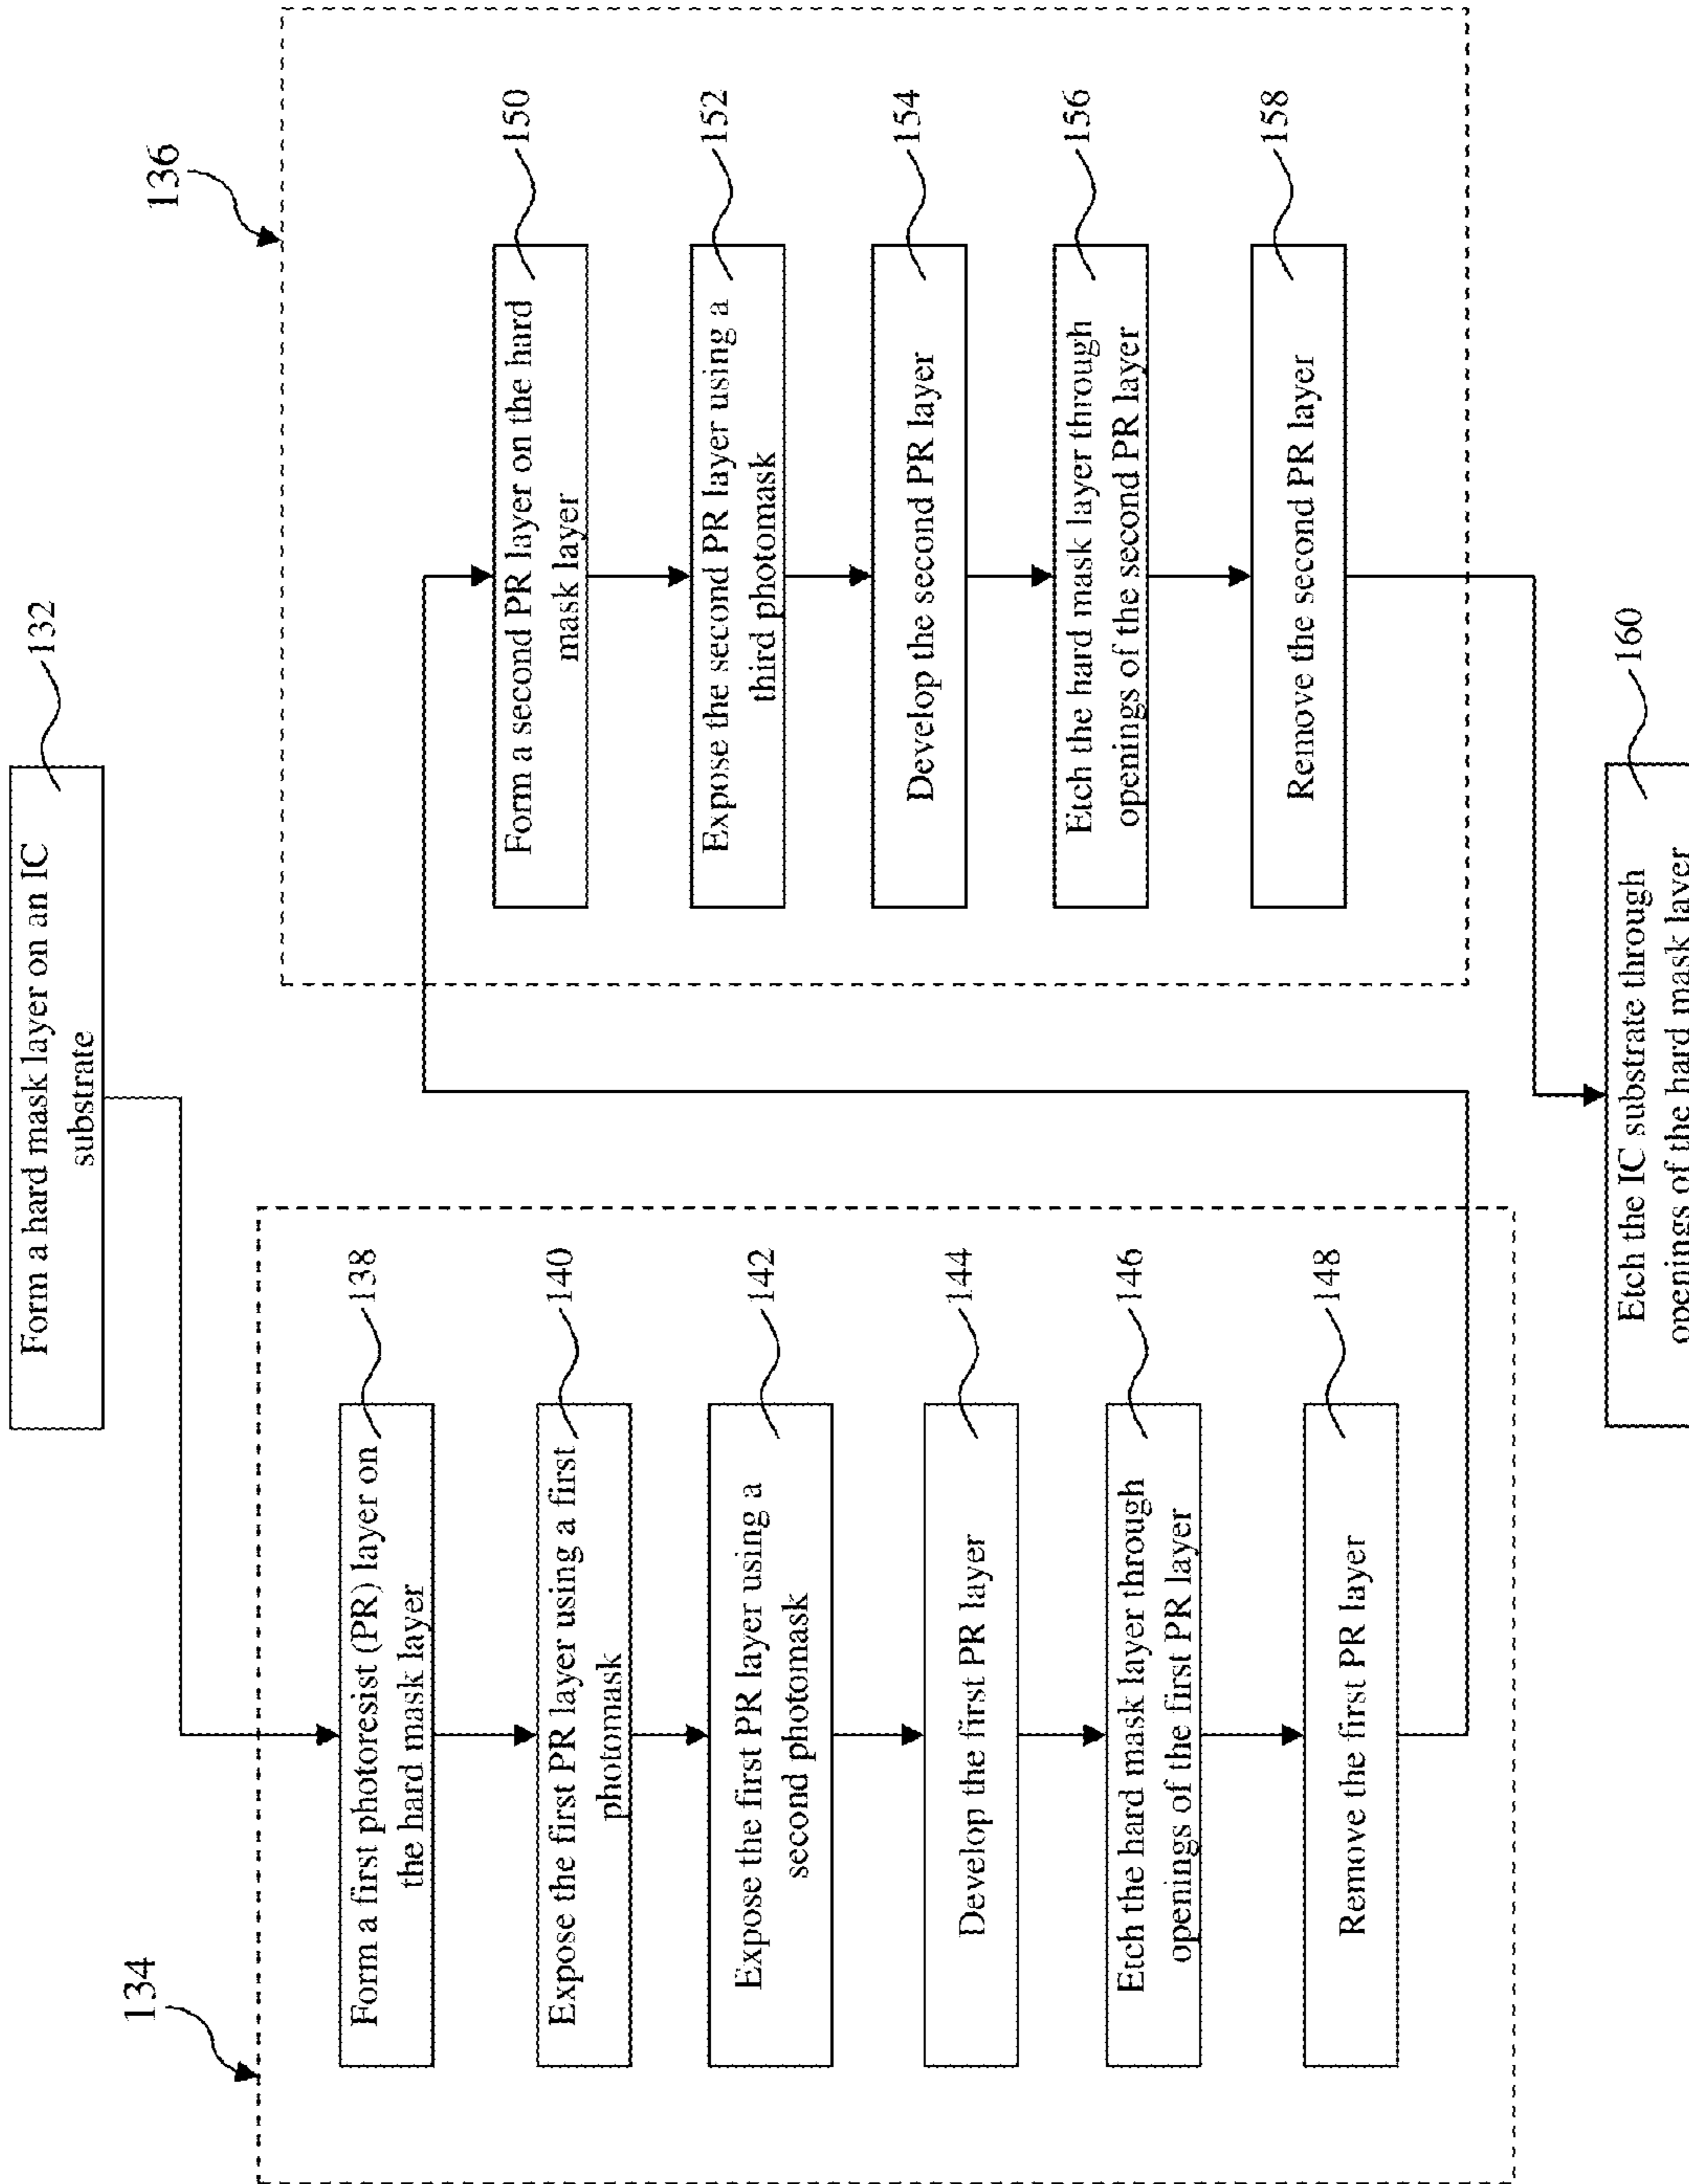 Form a hard mask layer on an IC
substrate
132
134
Form a first photoresist (PR) layer on
the hard mask layer
138
Expose the first PR layer using a first
photomask
140
Expose the first PR layer using a
second photomask
142
Develop the first PR layer
144
Etch the hard mask layer through
openings of the first PR layer
146
Remove the first PR layer
148
136
Form a second PR layer on the hard
mask layer
150
Expose the second PR layer using a
third photomask
152
Develop the second PR layer
154
Etch the hard mask layer through
openings of the second PR layer
156
Remove the second PR layer
158
Etch the IC substrate through
openings of the hard mask layer
160